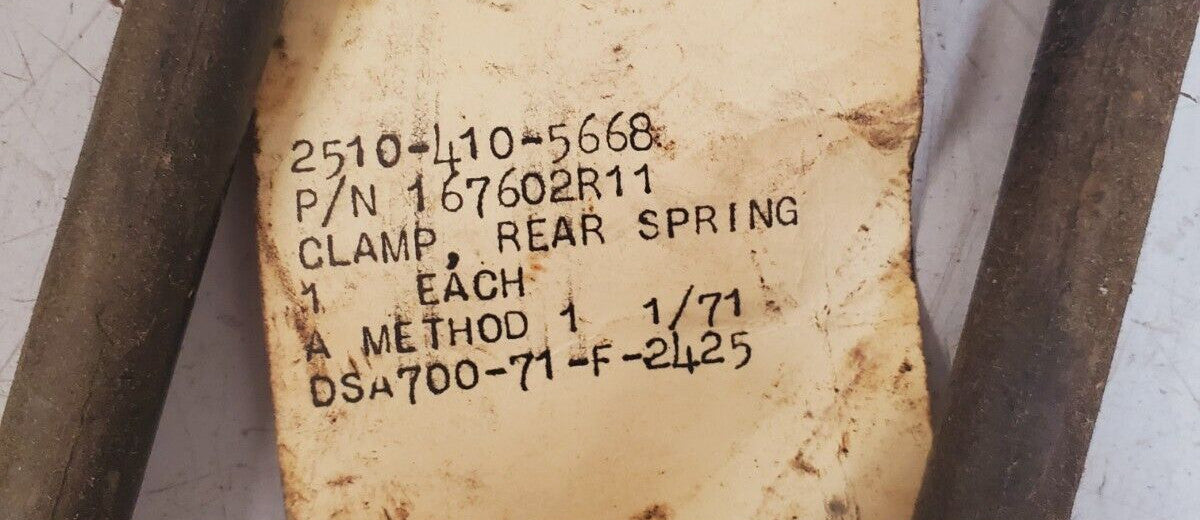 2510-410-5668
P/N 167602R11
CLAMP, REAR SPRING
1 EACH
A METHOD 1 1/71
DSA700-71-F-2425